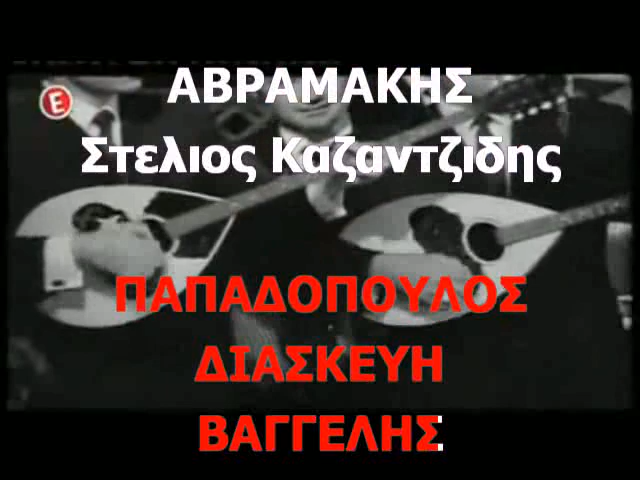 E
ΑΒΡΑΜΑΚΗΣ
Στελιος Καζαντζιδης
ΠΑΠΑΔΟΠΟΥΛΟΣ
ΔΙΑΣΚΕΥΗ
ΒΑΓΓΕΛΗΣ